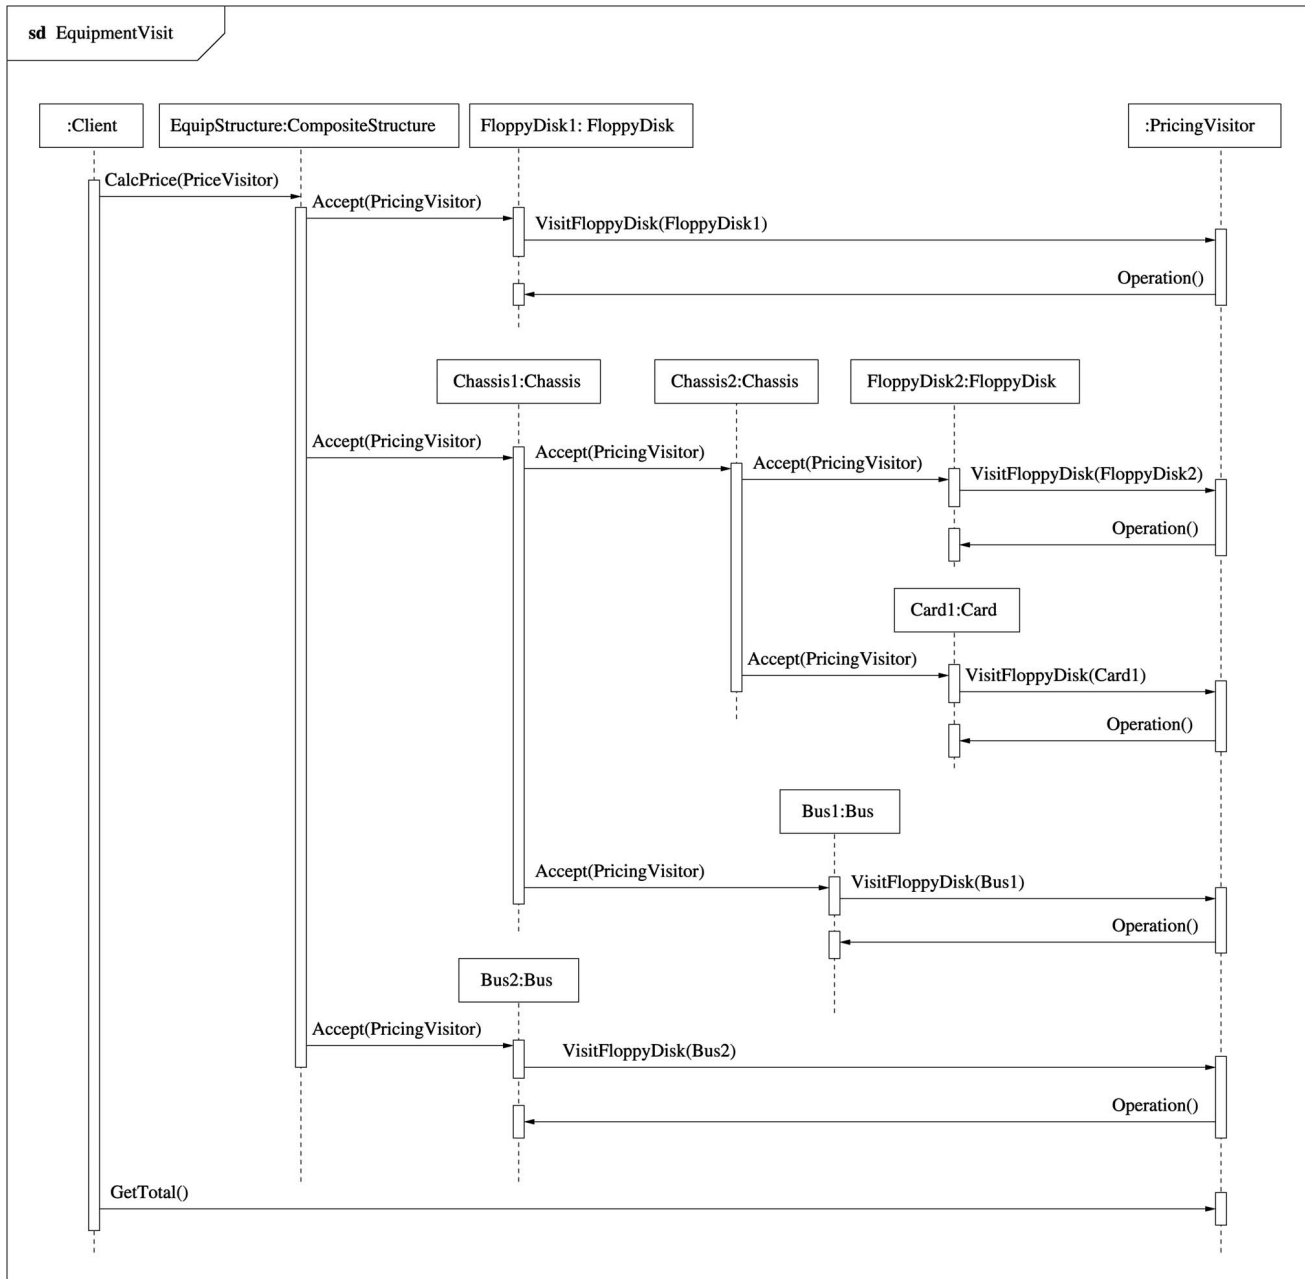 sd EquipmentVisit
:Client
EquipStructure:CompositeStructure
FloppyDisk1: FloppyDisk
:PricingVisitor
CalcPrice(PriceVisitor)
Accept(PricingVisitor)
VisitFloppyDisk(FloppyDisk1)
Operation()
Chassis1:Chassis
Chassis2:Chassis
FloppyDisk2:FloppyDisk
Accept(PricingVisitor)
Accept(PricingVisitor)
Accept(PricingVisitor)
VisitFloppyDisk(FloppyDisk2)
Operation()
Card1:Card
Accept(PricingVisitor)
VisitFloppyDisk(Card1)
Operation()
Bus1:Bus
Accept(PricingVisitor)
VisitFloppyDisk(Bus1)
Operation()
Bus2:Bus
Accept(PricingVisitor)
VisitFloppyDisk(Bus2)
Operation()
GetTotal()